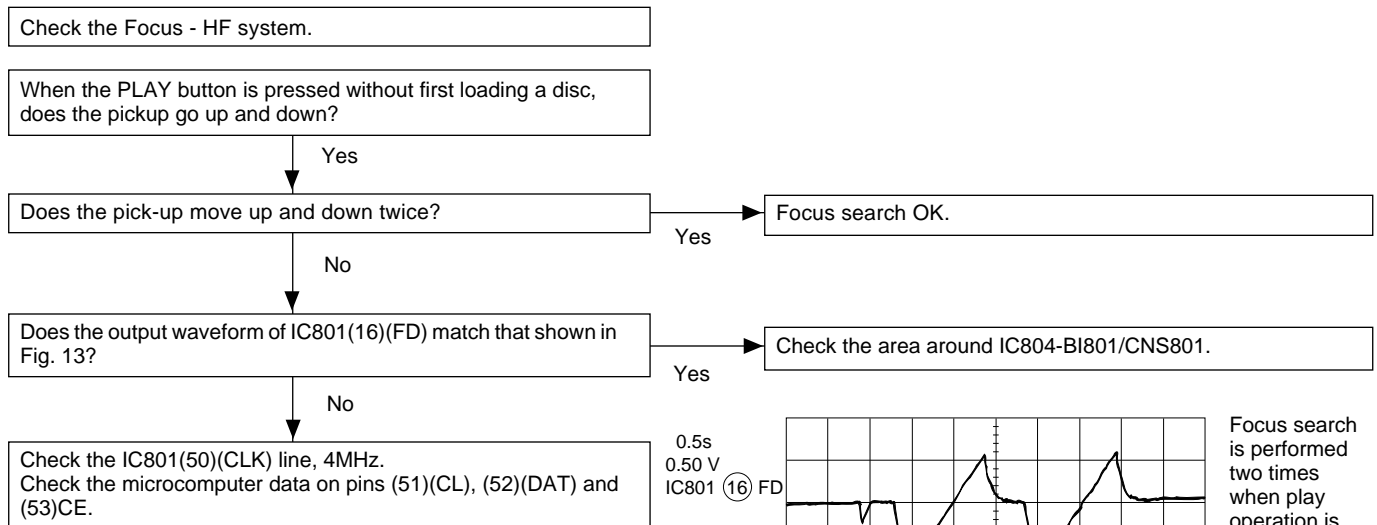 Check the Focus - HF system.
When the PLAY button is pressed without first loading a disc,
does the pickup go up and down?
Yes
Does the pick-up move up and down twice?
Yes
Focus search OK.
No
Does the output waveform of IC801(16)(FD) match that shown in
Fig. 13?
Yes
Check the area around IC804-BI801/CNS801.
No
Check the IC801(50)(CLK) line, 4MHz.
Check the microcomputer data on pins (51)(CL), (52)(DAT) and
(53)CE.
0.5s
0.50 V
IC801 16 FD
Focus search
is performed
two times
when play
operation is